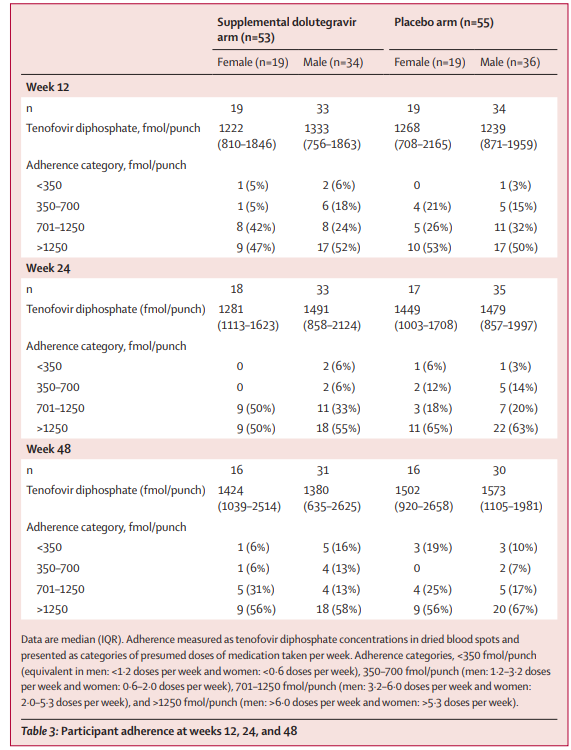 Supplemental dolutegravir arm (n=53) Placebo arm (n=55)
Female (n=19) Male (n=34) Female (n=19) Male (n=36)
Week 12
n 19 33 19 34
Tenofovir diphosphate, fmol/punch 1222 (810–1846) 1333 (756–1863) 1268 (708–2165) 1239 (871–1959)
Adherence category, fmol/punch
<350 1 (5%) 2 (6%) 0 1 (3%)
350–700 1 (5%) 6 (18%) 4 (21%) 5 (15%)
701–1250 8 (42%) 8 (24%) 5 (26%) 11 (32%)
>1250 9 (47%) 17 (52%) 10 (53%) 17 (50%)
Week 24
n 18 33 17 35
Tenofovir diphosphate (fmol/punch) 1281 (1113–1623) 1491 (858–2124) 1449 (1003–1708) 1479 (857–1997)
Adherence category, fmol/punch
<350 0 2 (6%) 1 (6%) 1 (3%)
350–700 0 2 (6%) 2 (12%) 5 (14%)
701–1250 9 (50%) 11 (33%) 3 (18%) 7 (20%)
>1250 9 (50%) 18 (55%) 11 (65%) 22 (63%)
Week 48
n 16 31 16 30
Tenofovir diphosphate (fmol/punch) 1424 (1039–2514) 1380 (635–2625) 1502 (920–2658) 1573 (1105–1981)
Adherence category, fmol/punch
<350 1 (6%) 5 (16%) 3 (19%) 3 (10%)
350–700 1 (6%) 4 (13%) 0 2 (7%)
701–1250 5 (31%) 4 (13%) 4 (25%) 5 (17%)
>1250 9 (56%) 18 (58%) 9 (56%) 20 (67%)
Data are median (IQR). Adherence measured as tenofovir diphosphate concentrations in dried blood spots and
presented as categories of presumed doses of medication taken per week. Adherence categories, <350 fmol/punch
(equivalent in men: <1·2 doses per week and women: <0·6 doses per week), 350–700 fmol/punch (men: 1·2–3·2 doses
per week and women: 0·6–2·0 doses per week), 701–1250 fmol/punch (men: 3·2–6·0 doses per week and women:
2·0–5·3 doses per week), and >1250 fmol/punch (men: >6·0 doses per week and women: >5·3 doses per week).
Table 3: Participant adherence at weeks 12, 24, and 48